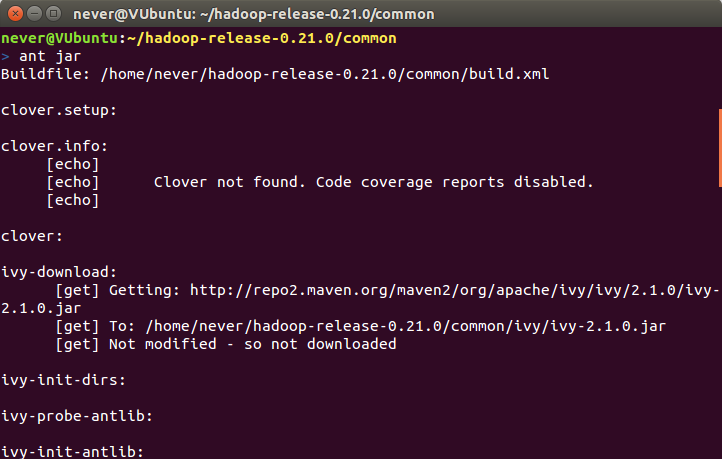 never@VUbuntu: ~/hadoop-release-0.21.0/common
never@VUbuntu:~/hadoop-release-0.21.0/common
> ant jar
Buildfile: /home/never/hadoop-release-0.21.0/common/build.xml
clover.setup:
clover.info:
[echo]
[echo]      Clover not found. Code coverage reports disabled.
[echo]
clover:
ivy-download:
[get] Getting: http://repo2.maven.org/maven2/org/apache/ivy/ivy/2.1.0/ivy-
2.1.0.jar
[get] To: /home/never/hadoop-release-0.21.0/common/ivy/ivy-2.1.0.jar
[get] Not modified - so not downloaded
ivy-init-dirs:
ivy-probe-antlib:
ivy-init-antlib: